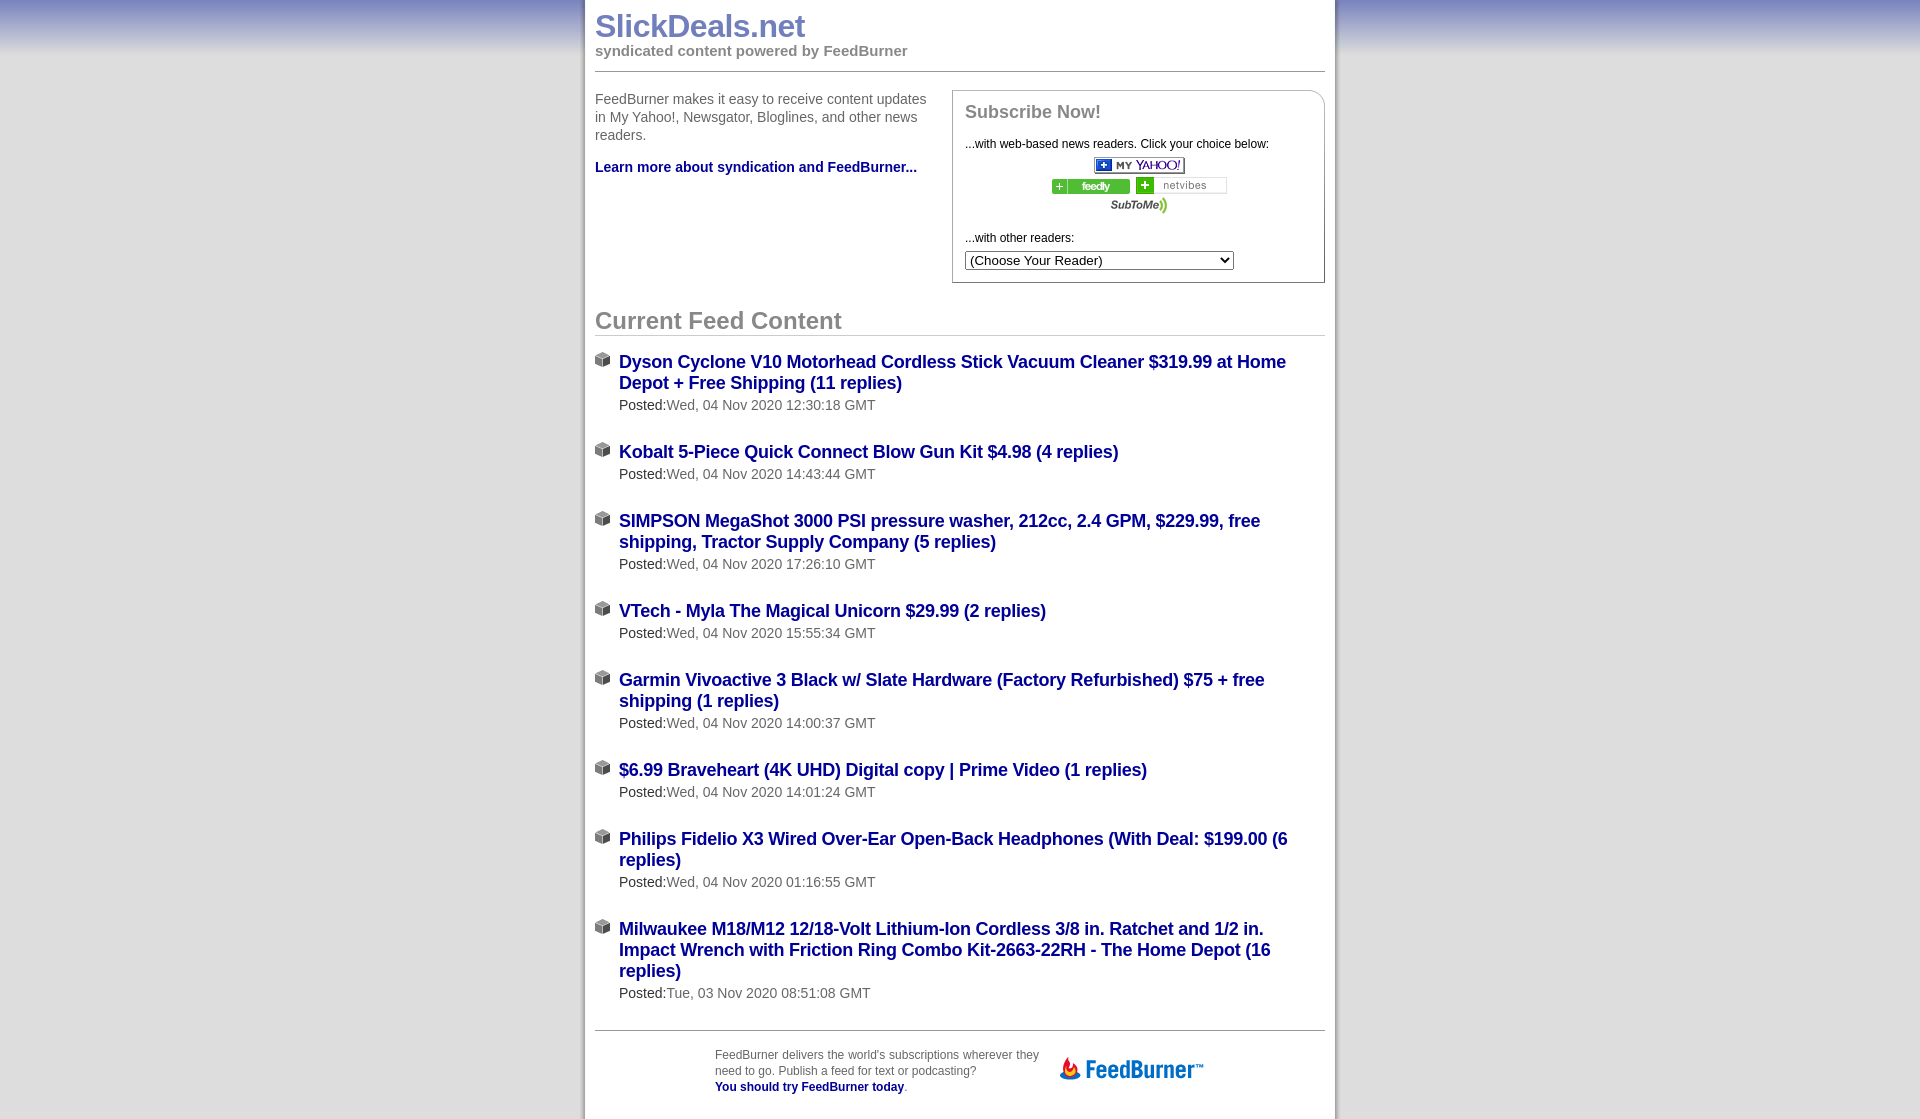 SlickDeals.net
syndicated content powered by FeedBurner
FeedBurner makes it easy to receive content updates
in My Yahoo!, Newsgator, Bloglines, and other news
readers.
Learn more about syndication and FeedBurner...
Subscribe Now!
...with web-based news readers. Click your choice below:
MY YAHOO!
feedly
netvibes
SubToMe
...with other readers:
(Choose Your Reader)
Current Feed Content
Dyson Cyclone V10 Motorhead Cordless Stick Vacuum Cleaner $319.99 at Home
Depot + Free Shipping (11 replies)
Posted:Wed, 04 Nov 2020 12:30:18 GMT
Kobalt 5-Piece Quick Connect Blow Gun Kit $4.98 (4 replies)
Posted:Wed, 04 Nov 2020 14:43:44 GMT
SIMPSON MegaShot 3000 PSI pressure washer, 212cc, 2.4 GPM, $229.99, free
shipping, Tractor Supply Company (5 replies)
Posted:Wed, 04 Nov 2020 17:26:10 GMT
VTech - Myla The Magical Unicorn $29.99 (2 replies)
Posted:Wed, 04 Nov 2020 15:55:34 GMT
Garmin Vivoactive 3 Black w/ Slate Hardware (Factory Refurbished) $75 + free
shipping (1 replies)
Posted:Wed, 04 Nov 2020 14:00:37 GMT
$6.99 Braveheart (4K UHD) Digital copy | Prime Video (1 replies)
Posted:Wed, 04 Nov 2020 14:01:24 GMT
Philips Fidelio X3 Wired Over-Ear Open-Back Headphones (With Deal: $199.00 (6
replies)
Posted:Wed, 04 Nov 2020 01:16:55 GMT
Milwaukee M18/M12 12/18-Volt Lithium-Ion Cordless 3/8 in. Ratchet and 1/2 in.
Impact Wrench with Friction Ring Combo Kit-2663-22RH - The Home Depot (16
replies)
Posted:Tue, 03 Nov 2020 08:51:08 GMT
FeedBurner delivers the world's subscriptions wherever they
need to go. Publish a feed for text or podcasting?
You should try FeedBurner today.
FeedBurner™